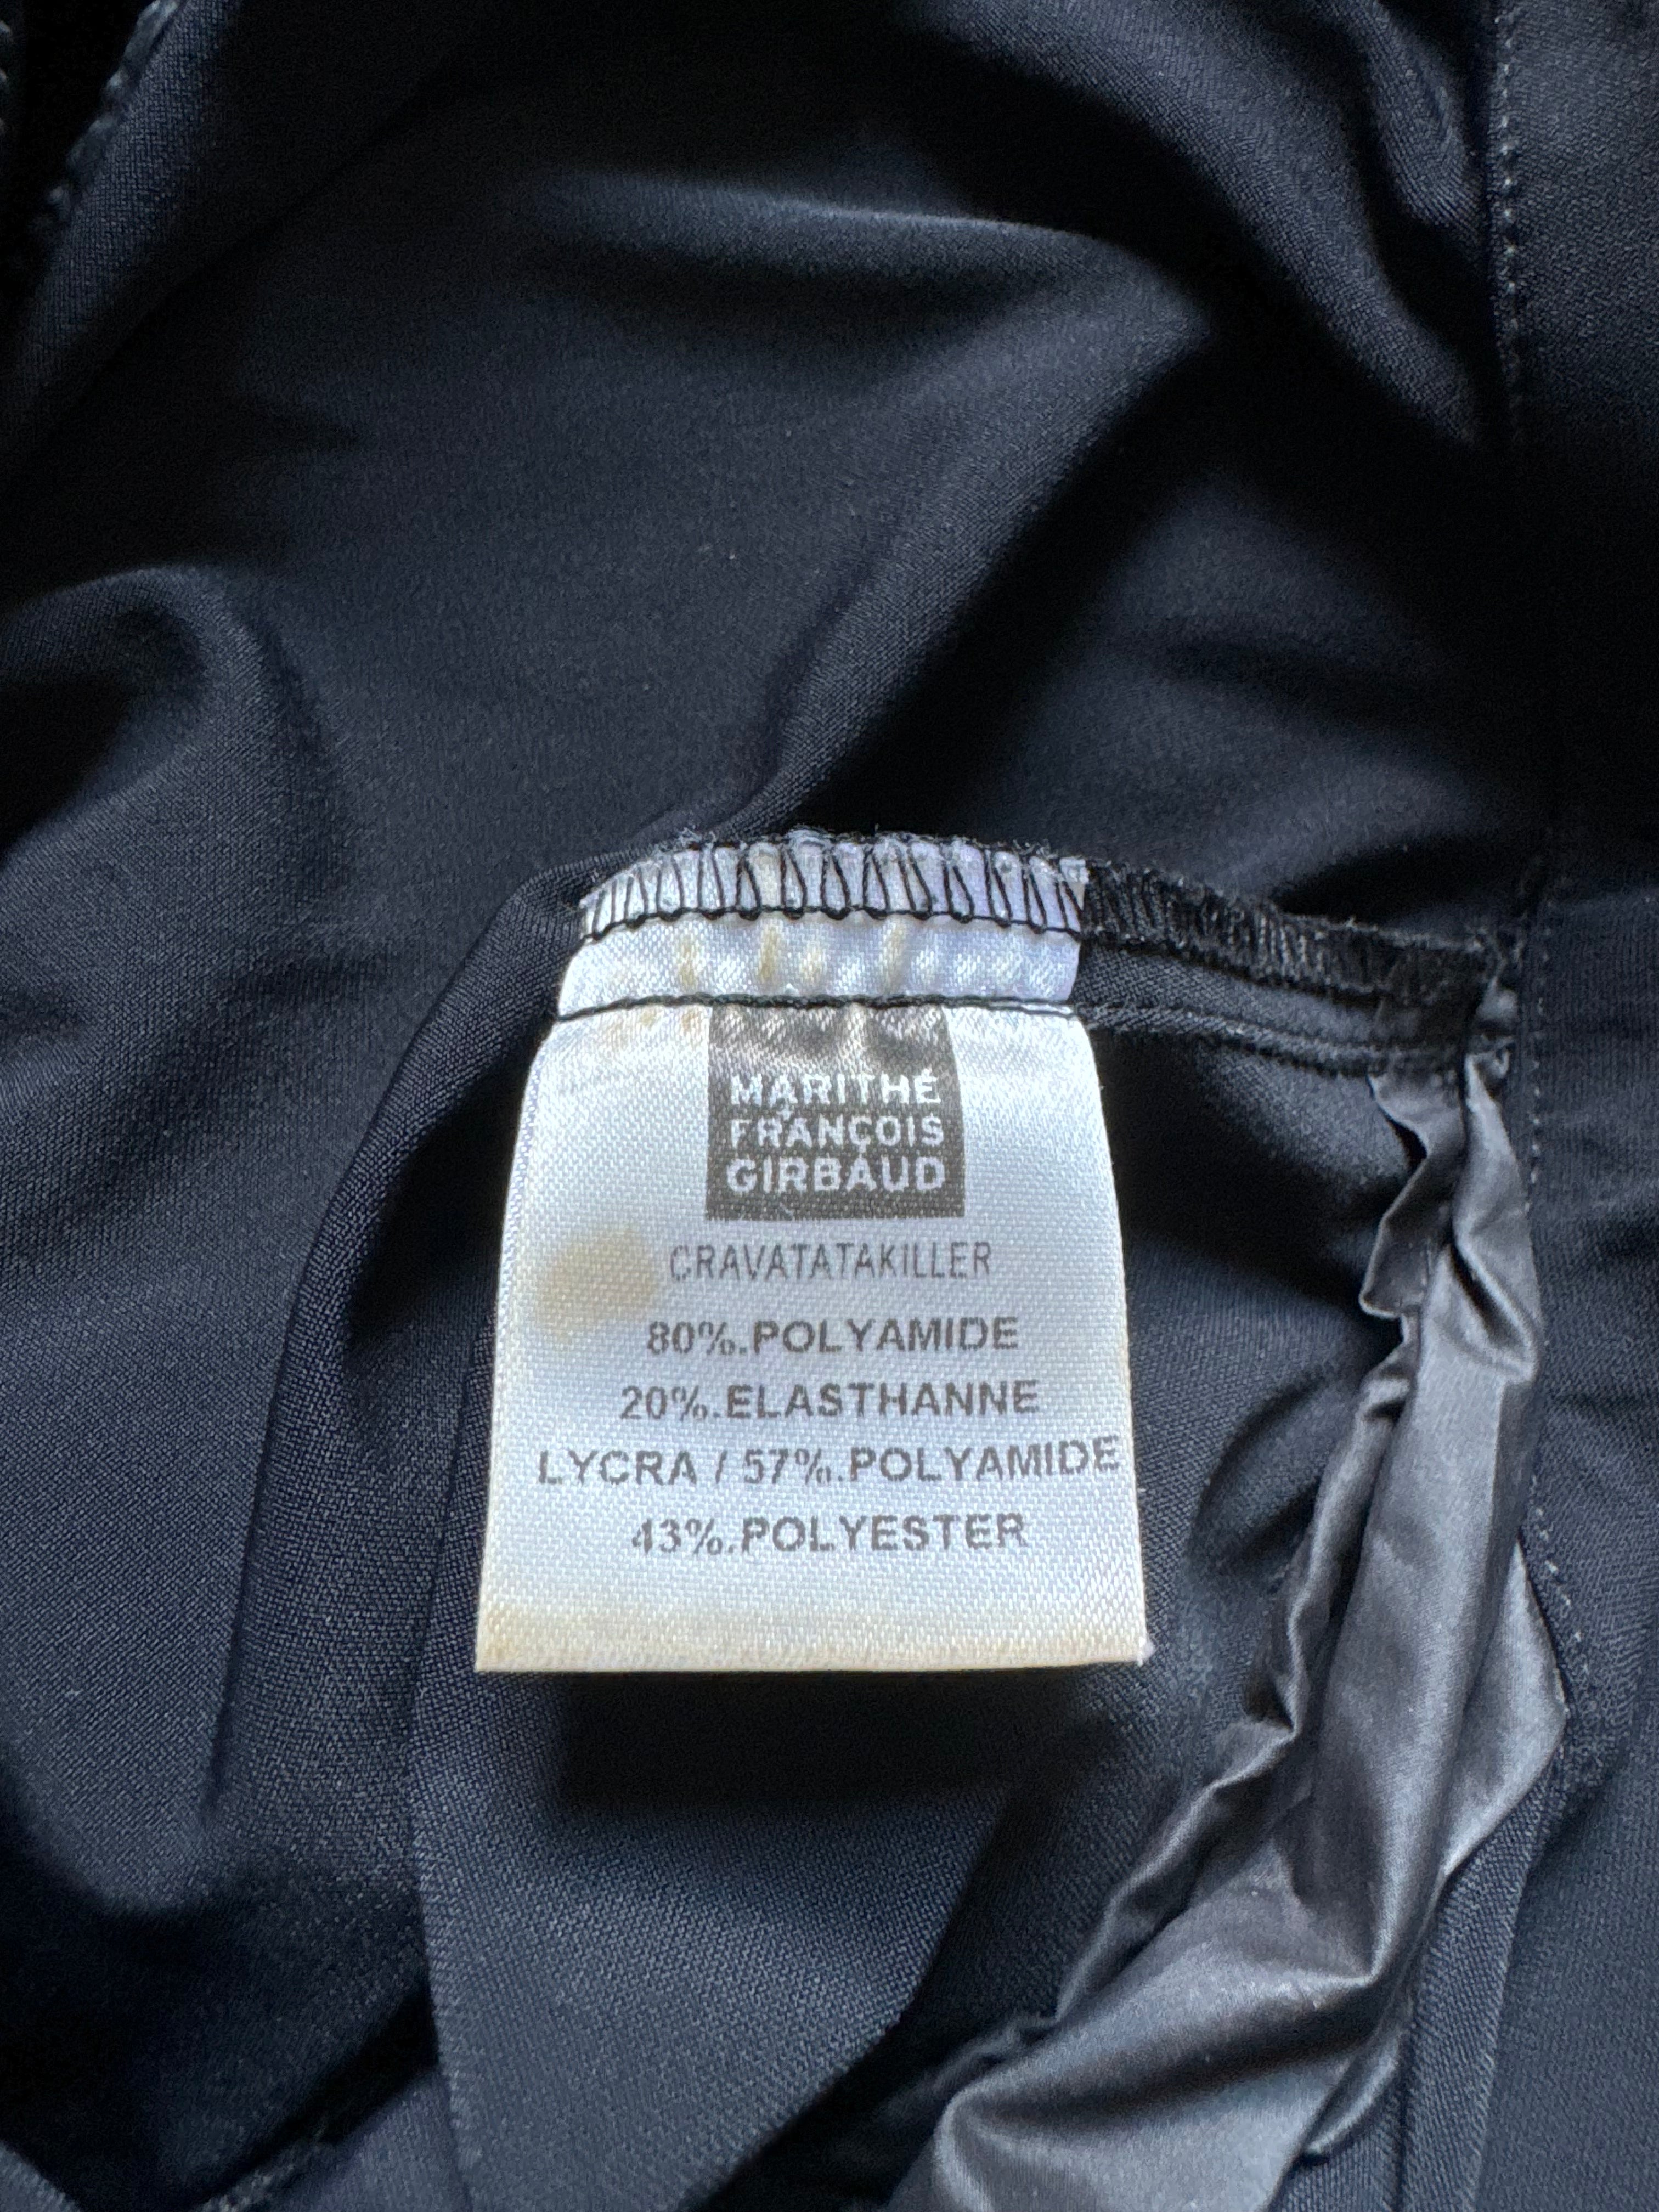 MARITHÉ
FRANÇOIS
GIRBAUD
CRAVATATAKILLER
80%.POLYAMIDE
20%.ELASTHANNE
LYCRA / 57%.POLYAMIDE
43%.POLYESTER